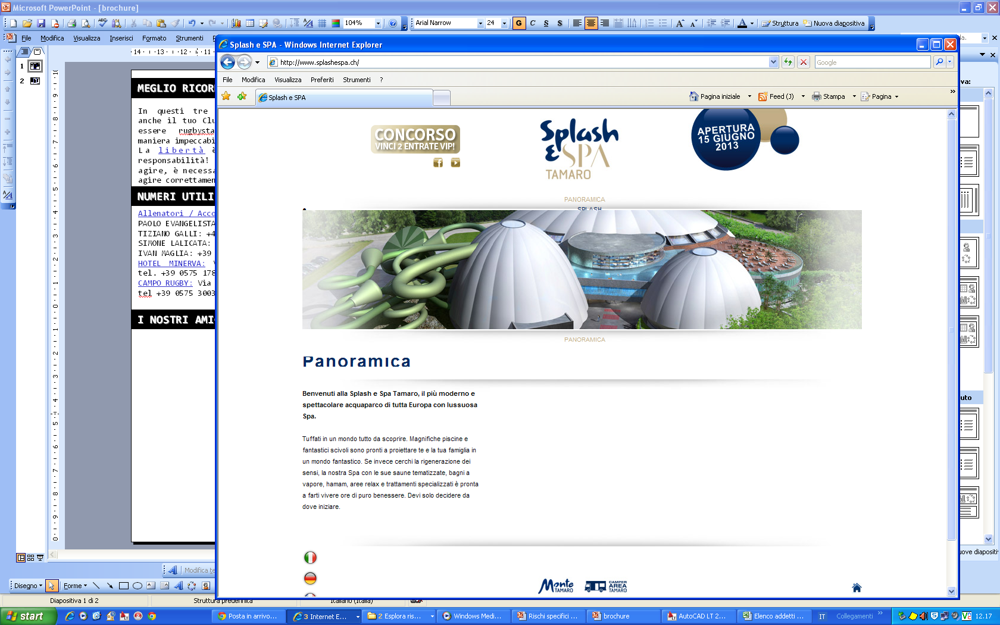 Microsoft PowerPoint - [brochure]
104%
Arial Narrow
24
G C S S
Struttura
Nuova diapositiva
File Modifica Visualizza Inserisci Formato Strumenti
14 13 12 11
1
2
MEGLIO RICOR
In questi tre
anche il tuo Clu
essere rugbysta
maniera impeccabi
La libertà è
responsabilità!
agire, è necessa
agire correttamen
NUMERI UTILI
Allenatori / Acco
PAOLO EVANGELISTA
TIZIANO GALLI: +4
SIMONE LALICATA:
IVAN MAGLIA: +39
HOTEL MINERVA: V
tel. +39 0575 178
CAMPO RUGBY: Via
tel +39 0575 3003
I NOSTRI AMI
Splash e SPA - Windows Internet Explorer
http://www.splashespa.ch/
Google
File Modifica Visualizza Preferiti Strumenti ?
Splash e SPA
Pagina iniziale Feed (J) Stampa Pagina
CONCORSO
VINCI 2 ENTRATE VIP!
Splash
E SPA
TAMARO
APERTURA
15 GIUGNO
2013
PANORAMICA
SPLASH
PANORAMICA
Panoramica
Benvenuti alla Splash e Spa Tamaro, il più moderno e
spettacolare acquaparco di tutta Europa con lussuosa
Spa.
Tuffati in un mondo tutto da scoprire. Magnifiche piscine e
fantastici scivoli sono pronti a proiettare te e la tua famiglia in
un mondo fantastico. Se invece cerchi la rigenerazione dei
sensi, la nostra Spa con le sue saune tematizzate, bagni a
vapore, hamam, aree relax e trattamenti specializzati è pronta
a farti vivere ore di puro benessere. Devi solo decidere da
dove iniziare.
Monte
TAMARO
CAMPER
AREA
TAMARO
va:
uto
uove diapositi
Modifica te
Disegno Forme
Diapositiva 1 di 2
Struttura predefinita
Italiano (Italia)
start
Posta in arrivo...
3 Internet E...
2 Esplora ris...
Windows Medi...
Rischi specifici ...
brochure
AutoCAD LT 2...
Elenco addetti ...
IT
Collegamenti
12.17